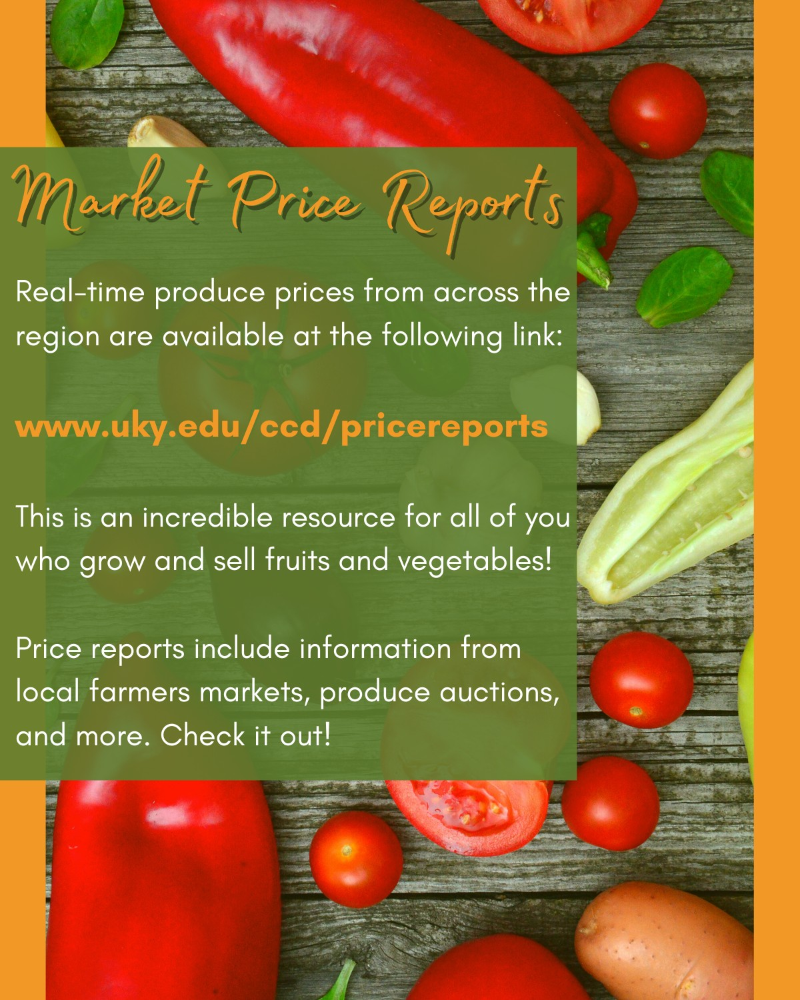 Market Price Reports
Real-time produce prices from across the
region are available at the following link:
www.uky.edu/ccd/pricereports
This is an incredible resource for all of you
who grow and sell fruits and vegetables!
Price reports include information from
local farmers markets, produce auctions,
and more. Check it out!